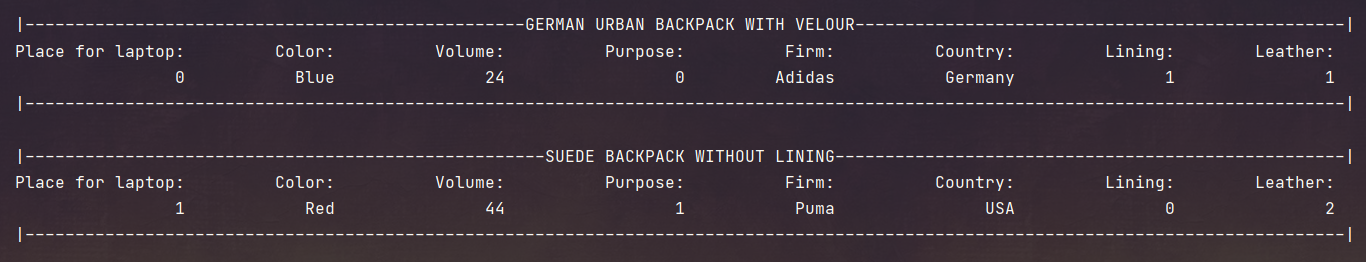 |--------------------------------------------------GERMAN URBAN BACKPACK WITH VELOUR-------------------------------------------------|
Place for laptop: Color: Volume: Purpose: Firm: Country: Lining: Leather:
0 Blue 24 0 Adidas Germany 1 1
|------------------------------------------------------------------------------------------------------------------------------------|
|----------------------------------------------------SUEDE BACKPACK WITHOUT LINING---------------------------------------------------|
Place for laptop: Color: Volume: Purpose: Firm: Country: Lining: Leather:
1 Red 44 1 Puma USA 0 2
|------------------------------------------------------------------------------------------------------------------------------------|